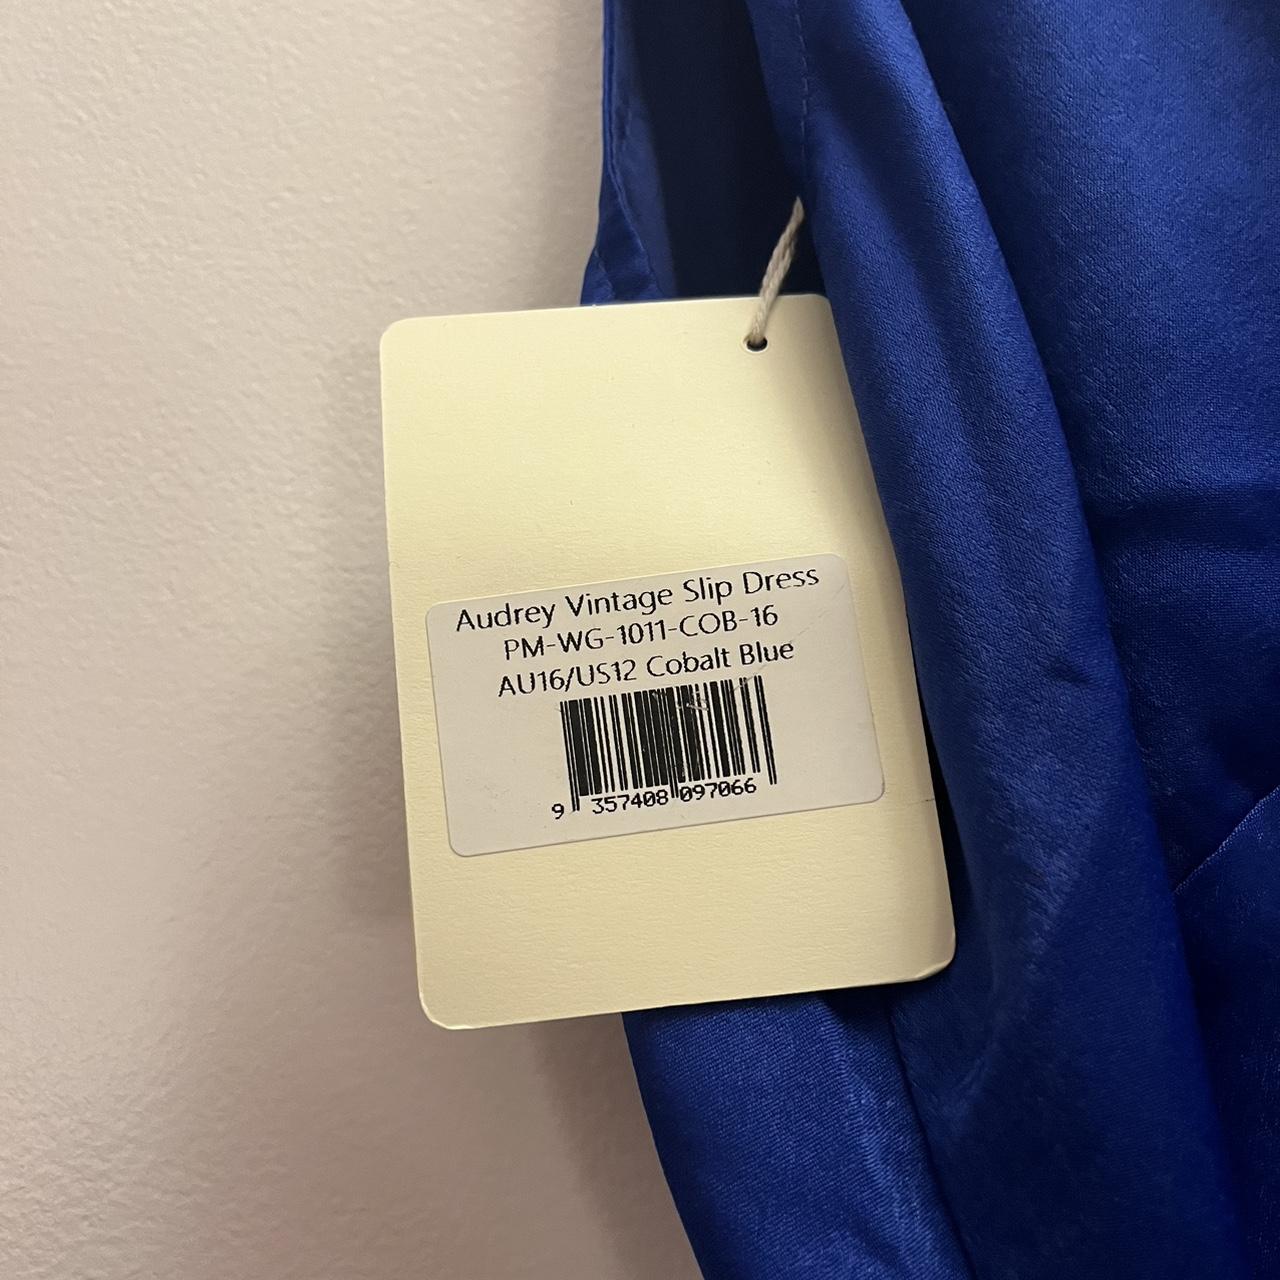 Audrey Vintage Slip Dress
PM-WG-1011-COB-16
AU16/US12 Cobalt Blue
9 357408 097066